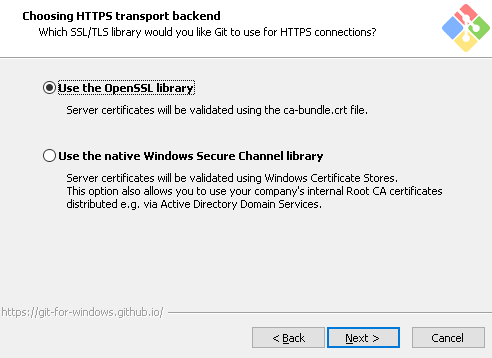 Choosing HTTPS transport backend
Which SSL/TLS library would you like Git to use for HTTPS connections?
Use the OpenSSL library
Server certificates will be validated using the ca-bundle.crt file.
Use the native Windows Secure Channel library
Server certificates will be validated using Windows Certificate Stores.
This option also allows you to use your company's internal Root CA certificates
distributed e.g. via Active Directory Domain Services.
https://git-for-windows.github.io/
< Back
Next >
Cancel